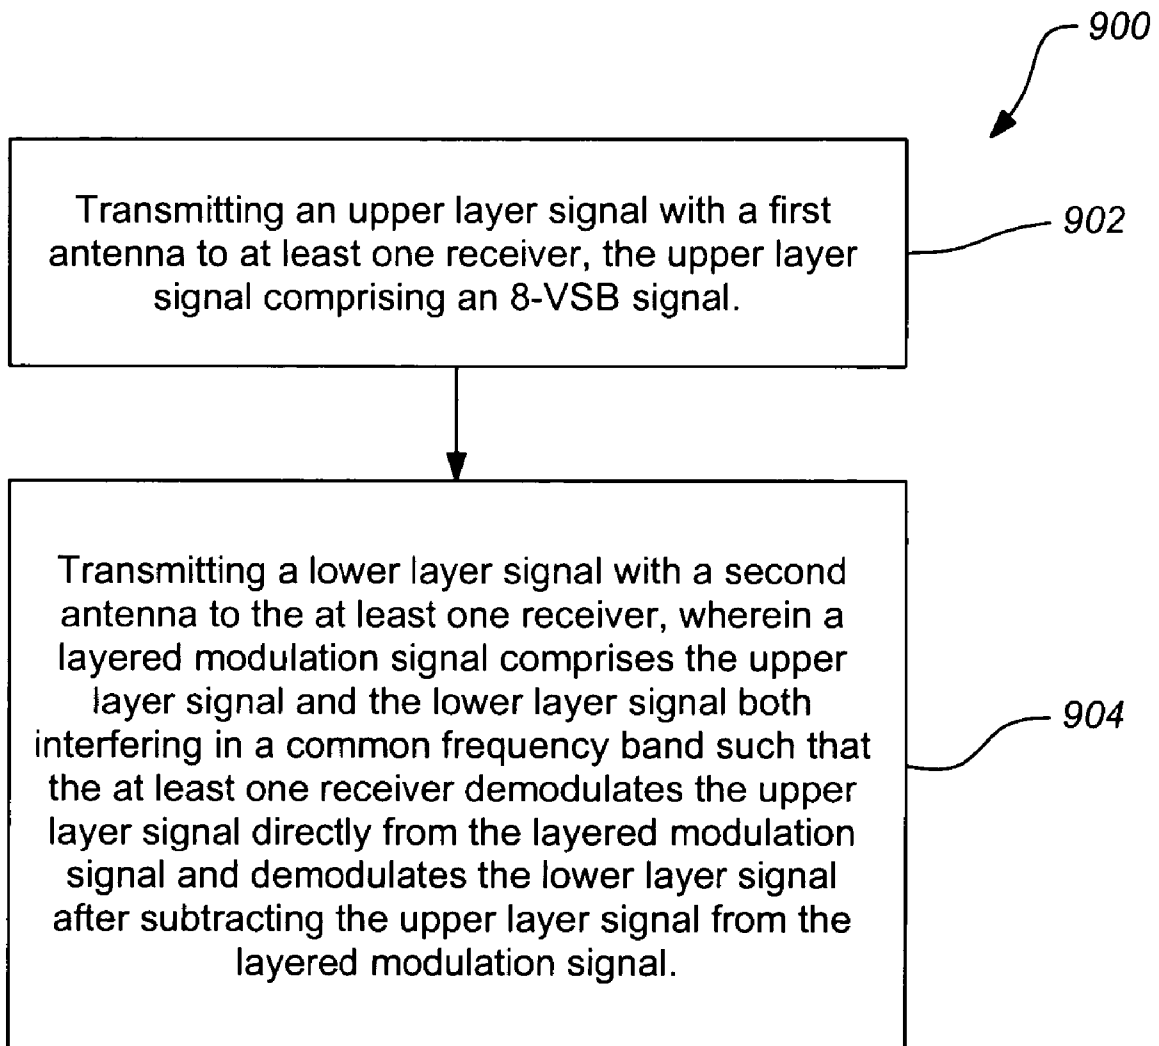 900
Transmitting an upper layer signal with a first
antenna to at least one receiver, the upper layer
signal comprising an 8-VSB signal.
902
Transmitting a lower layer signal with a second
antenna to the at least one receiver, wherein a
layered modulation signal comprises the upper
layer signal and the lower layer signal both
interfering in a common frequency band such that
the at least one receiver demodulates the upper
layer signal directly from the layered modulation
signal and demodulates the lower layer signal
after subtracting the upper layer signal from the
layered modulation signal.
904